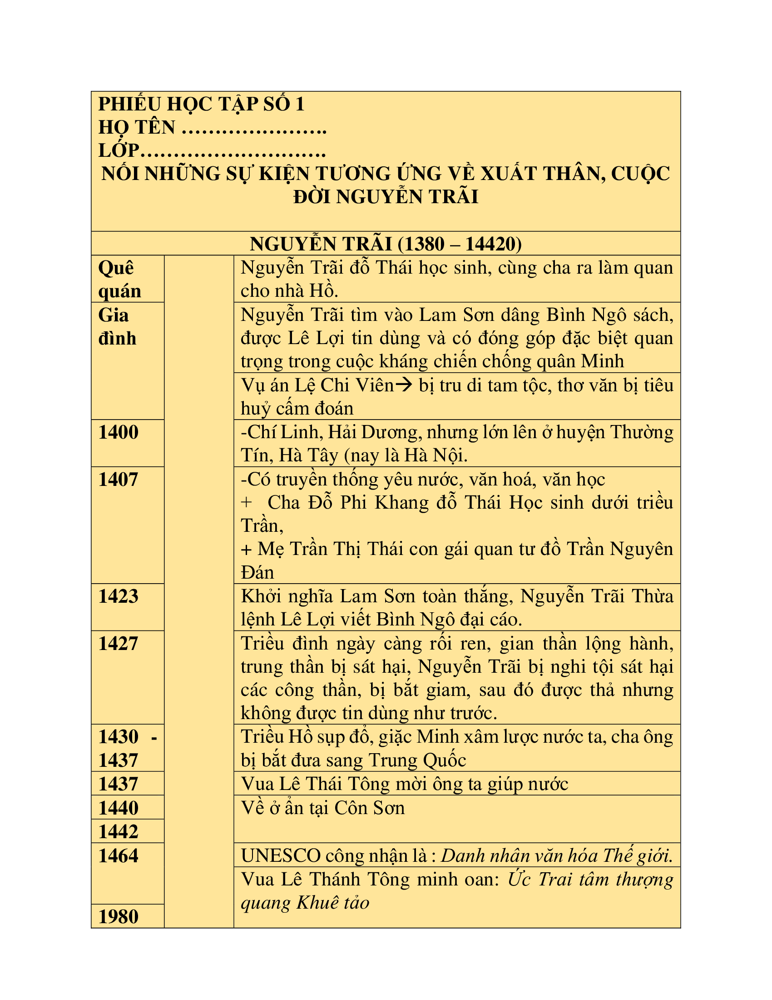 PHIẾU HỌC TẬP SỐ 1
HỌ TÊN ………………….
LỚP……………………….
NỐI NHỮNG SỰ KIỆN TƯƠNG ỨNG VỀ XUẤT THÂN, CUỘC
ĐỜI NGUYỄN TRÃI
NGUYỄN TRÃI (1380 – 14420)
Quê
quán
Nguyễn Trãi đỗ Thái học sinh, cùng cha ra làm quan
cho nhà Hồ.
Gia
đình
Nguyễn Trãi tìm vào Lam Sơn dâng Bình Ngô sách,
được Lê Lợi tin dùng và có đóng góp đặc biệt quan
trọng trong cuộc kháng chiến chống quân Minh
Vụ án Lệ Chi Viên→ bị tru di tam tộc, thơ văn bị tiêu
huỷ cấm đoán
1400
-Chí Linh, Hải Dương, nhưng lớn lên ở huyện Thường
Tín, Hà Tây (nay là Hà Nội.
1407
-Có truyền thống yêu nước, văn hoá, văn học
+ Cha Đỗ Phi Khang đỗ Thái Học sinh dưới triều
Trần,
+ Mẹ Trần Thị Thái con gái quan tư đồ Trần Nguyên
Đán
1423
Khởi nghĩa Lam Sơn toàn thắng, Nguyễn Trãi Thừa
lệnh Lê Lợi viết Bình Ngô đại cáo.
1427
Triều đình ngày càng rối ren, gian thần lộng hành,
trung thần bị sát hại, Nguyễn Trãi bị nghi tội sát hại
các công thần, bị bắt giam, sau đó được thả nhưng
không được tin dùng như trước.
1430 -
1437
Triều Hồ sụp đổ, giặc Minh xâm lược nước ta, cha ông
bị bắt đưa sang Trung Quốc
1437
Vua Lê Thái Tông mời ông ta giúp nước
1440
Về ở ẩn tại Côn Sơn
1442
1464
UNESCO công nhận là : Danh nhân văn hóa Thế giới.
Vua Lê Thánh Tông minh oan: Ức Trai tâm thượng
quang Khuê tảo
1980